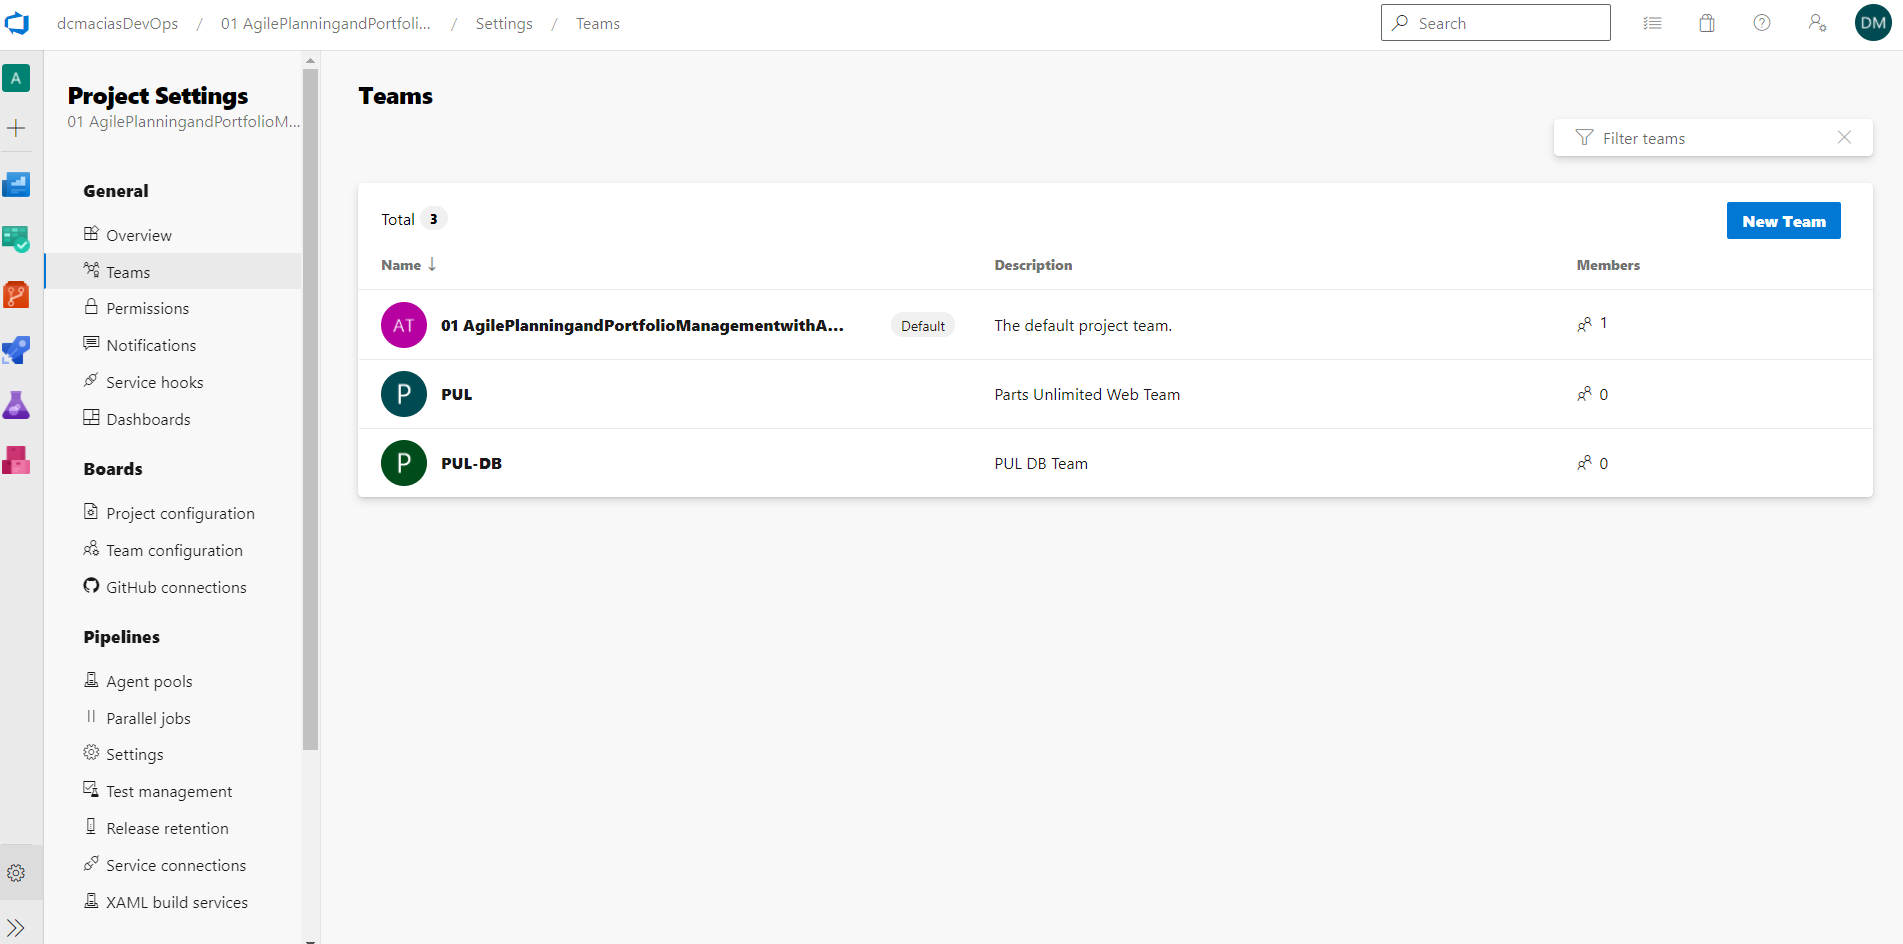 dcmaciasDevOps / 01 AgilePlanningandPortfoli... / Settings / Teams
Search
DM
A
Project Settings
01 AgilePlanningandPortfolioM...
General
Overview
Teams
Permissions
Notifications
Service hooks
Dashboards
Boards
Project configuration
Team configuration
GitHub connections
Pipelines
Agent pools
Parallel jobs
Settings
Test management
Release retention
Service connections
XAML build services
Teams
Filter teams
Total 3
New Team
Name Description Members
AT 01 AgilePlanningandPortfolioManagementwithA... Default The default project team. 1
P PUL Parts Unlimited Web Team 0
P PUL-DB PUL DB Team 0